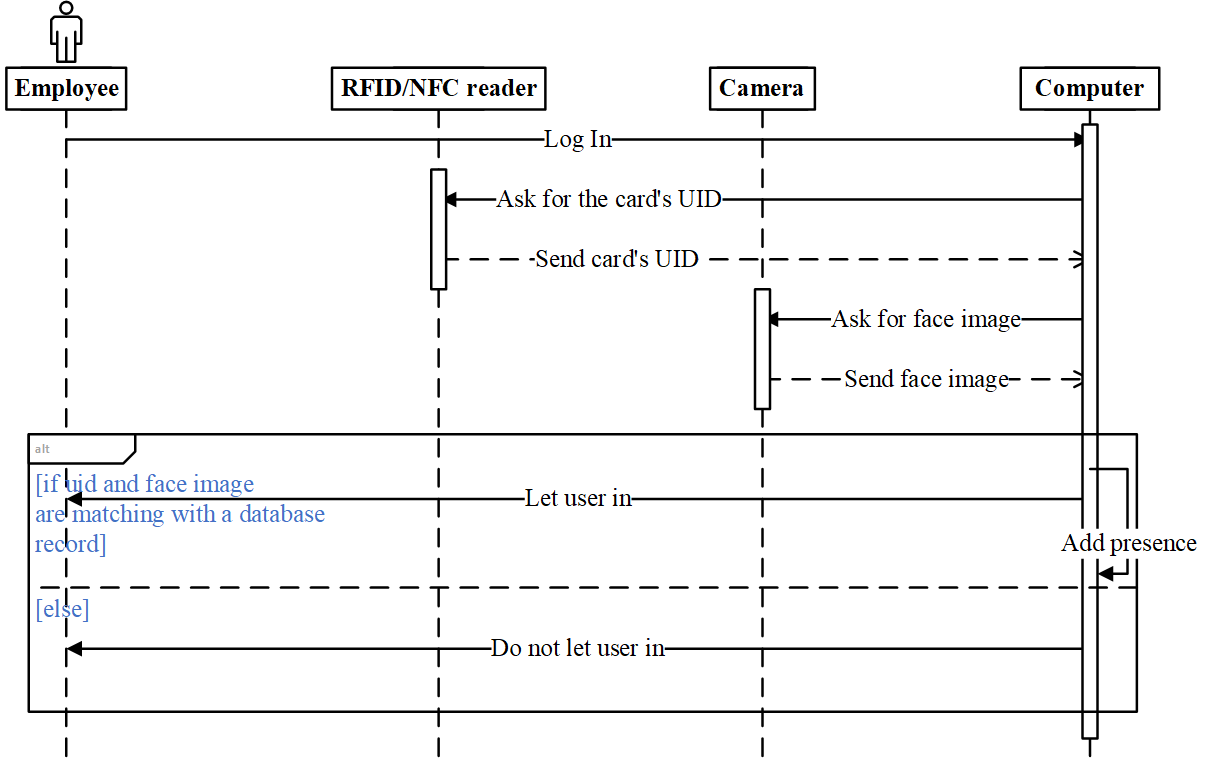 Employee
RFID/NFC reader
Camera
Computer
Log In
Ask for the card's UID
Send card's UID
Ask for face image
Send face image
alt
[if uid and face image
are matching with a database
record]
Let user in
Add presence
[else]
Do not let user in